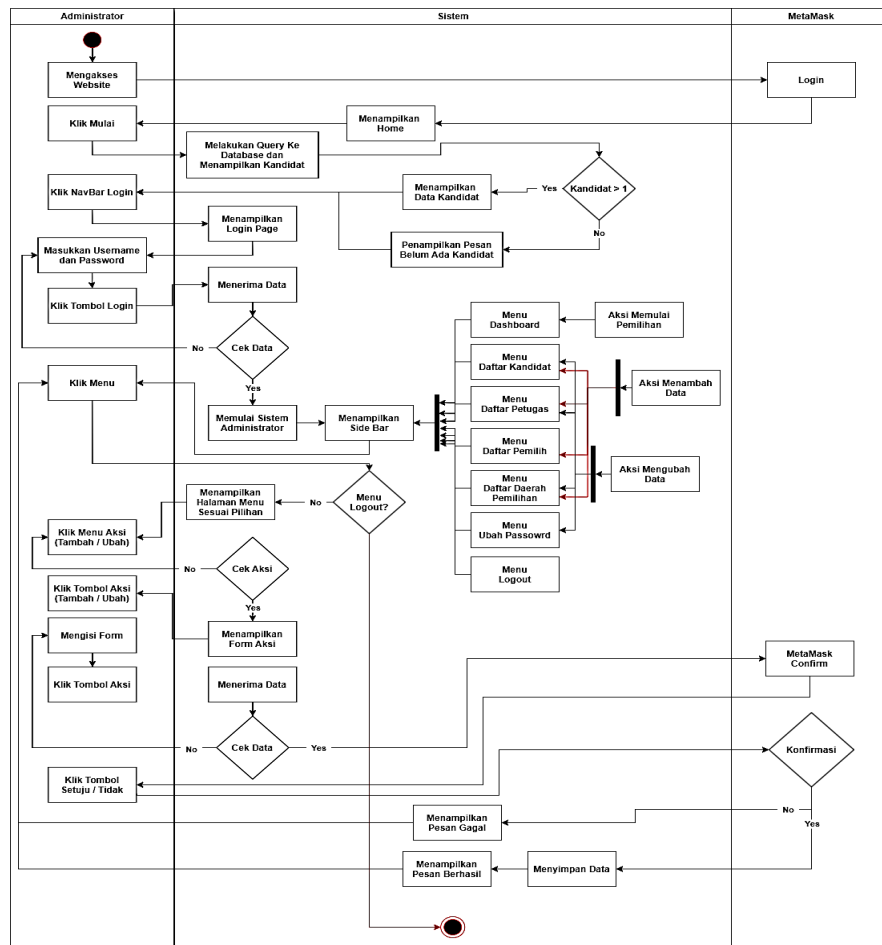 Administrator
Sistem
MetaMask
Mengakses
Website
Login
Klik Mulai
Menampilkan
Home
Melakukan Query Ke
Database dan
Menampilkan Kandidat
Kandidat > 1
Yes
No
Menampilkan
Data Kandidat
Klik NavBar Login
Menampilkan
Login Page
Penampilkan Pesan
Belum Ada Kandidat
Masukkan Username
dan Password
Klik Tombol Login
Menerima Data
Cek Data
No
Yes
Menu
Dashboard
Aksi Memulai
Pemilihan
Menu
Daftar Kandidat
Aksi Menambah
Data
Klik Menu
Memulai Sistem
Administrator
Menampilkan
Side Bar
Menu
Daftar Petugas
Menu
Daftar Pemilih
Aksi Mengubah
Data
Menu
Daftar Daerah
Pemilihan
Menu
Ubah Passowrd
Menu
Logout
Menu
Logout?
No
Menampilkan
Halaman Menu
Sesuai Pilihan
Klik Menu Aksi
(Tambah / Ubah)
Cek Aksi
No
Yes
Klik Tombol Aksi
(Tambah / Ubah)
Menampilkan
Form Aksi
Mengisi Form
Klik Tombol Aksi
Menerima Data
MetaMask
Confirm
Cek Data
No
Yes
Konfirmasi
Klik Tombol
Setuju / Tidak
No
Yes
Menampilkan
Pesan Gagal
Menampilkan
Pesan Berhasil
Menyimpan Data